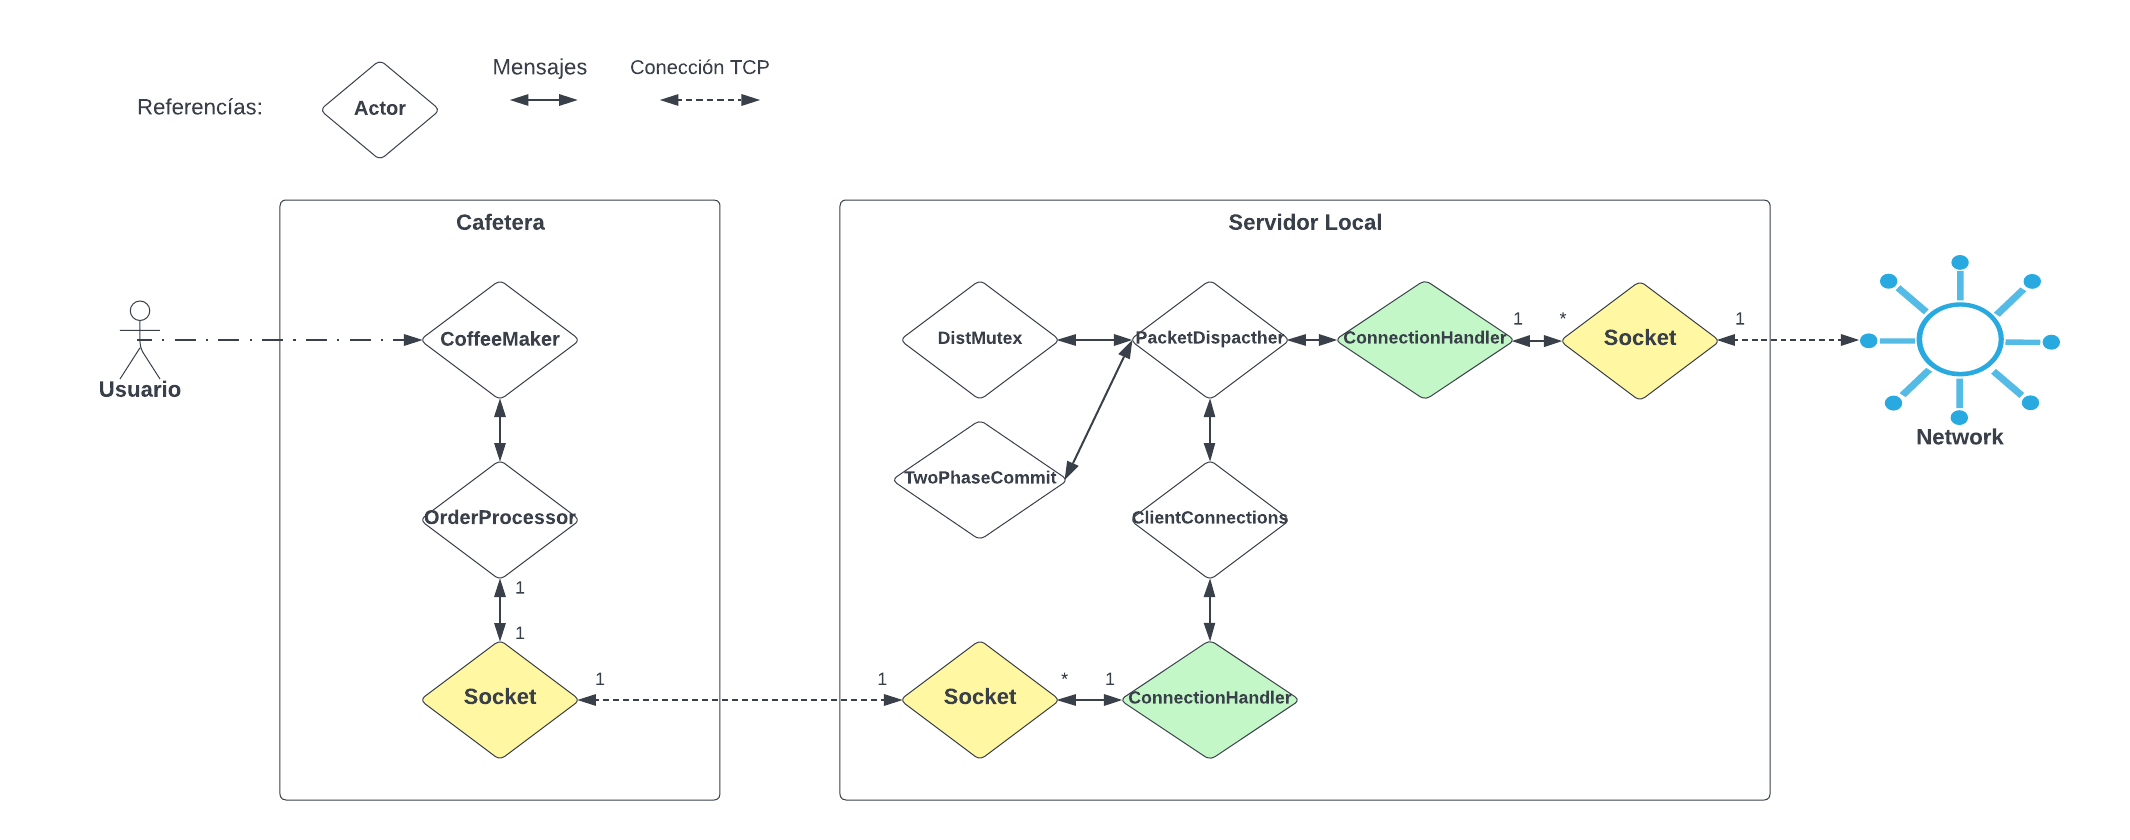 Mensajes
Conección TCP
Referencías:
Actor
Cafetera
Servidor Local
CoffeeMaker
DistMutex
PacketDispacther
ConnectionHandler
1
*
Socket
1
Usuario
Network
TwoPhaseCommit
OrderProcessor
ClientConnections
1
1
Socket
1
1
Socket
*
1
ConnectionHandler